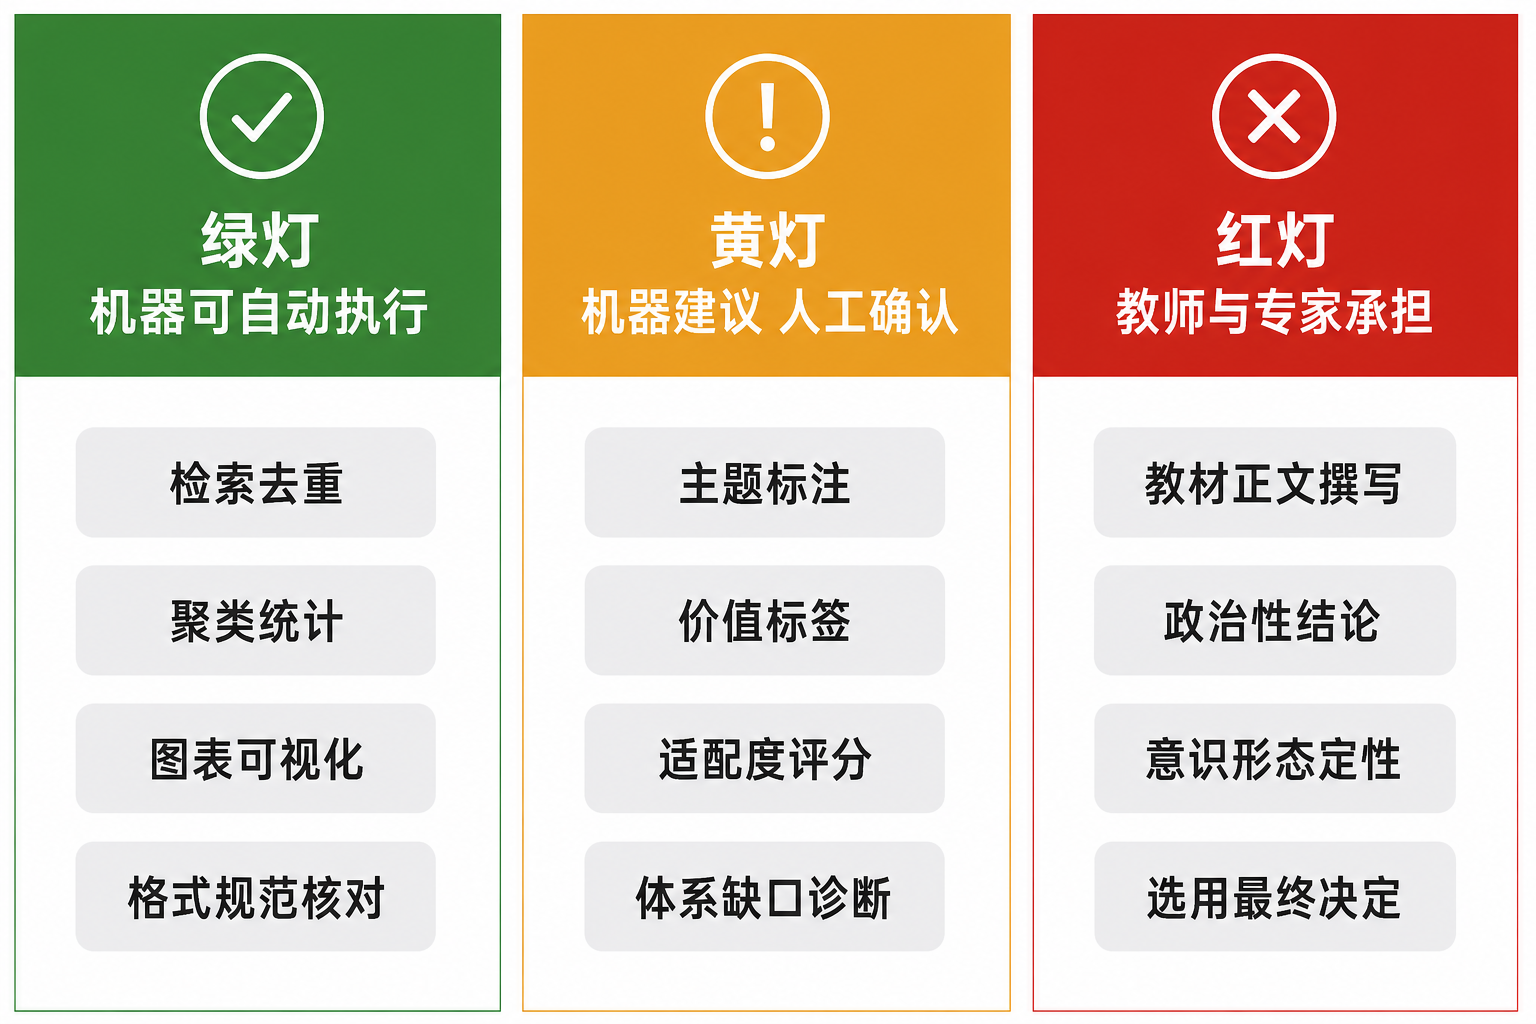 绿灯
机器可自动执行
检索去重
聚类统计
图表可视化
格式规范核对
黄灯
机器建议 人工确认
主题标注
价值标签
适配度评分
体系缺口诊断
红灯
教师与专家承担
教材正文撰写
政治性结论
意识形态定性
选用最终决定